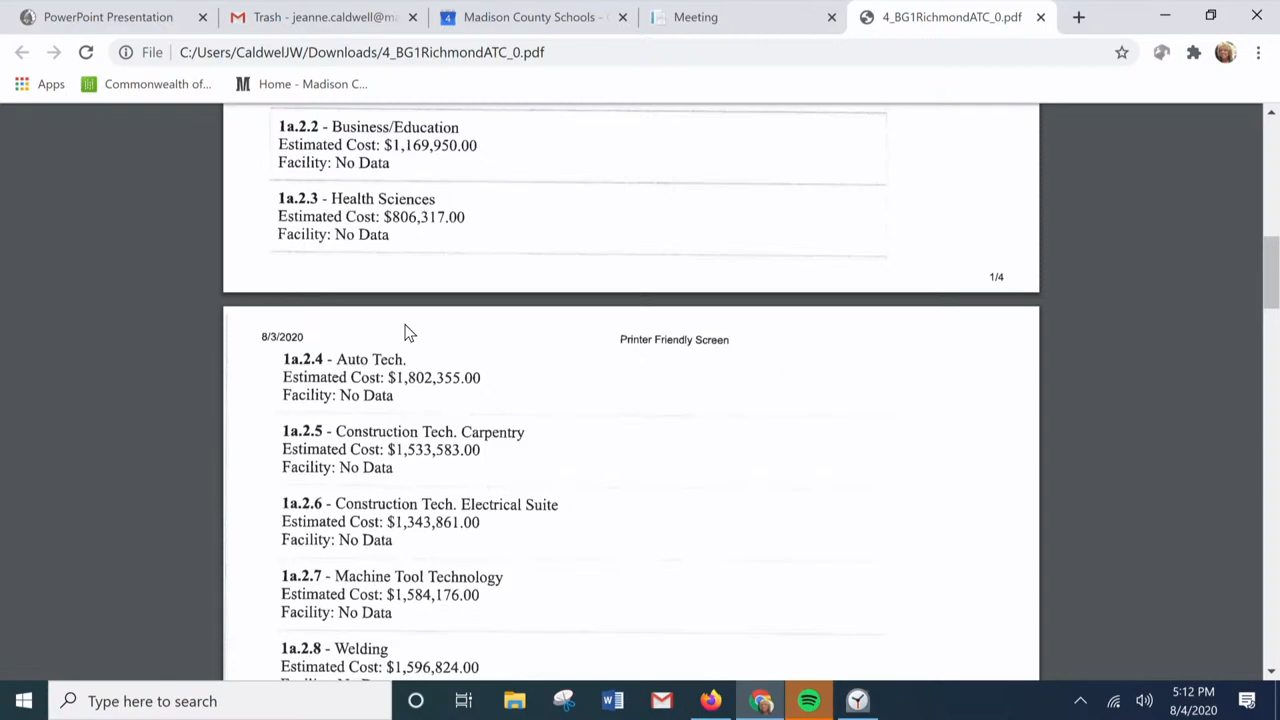 PowerPoint Presentation
Trash - jeanne.caldwell@ma
Madison County Schools -
Meeting
4_BG1RichmondATC_0.pdf
File
C:/Users/CaldwelJW/Downloads/4_BG1RichmondATC_0.pdf
Apps
Commonwealth of...
Home - Madison C...
1a.2.2 - Business/Education
Estimated Cost: $1,169,950.00
Facility: No Data
1a.2.3 - Health Sciences
Estimated Cost: $806,317.00
Facility: No Data
1/4
8/3/2020
Printer Friendly Screen
1a.2.4 - Auto Tech.
Estimated Cost: $1,802,355.00
Facility: No Data
1a.2.5 - Construction Tech. Carpentry
Estimated Cost: $1,533,583.00
Facility: No Data
1a.2.6 - Construction Tech. Electrical Suite
Estimated Cost: $1,343,861.00
Facility: No Data
1a.2.7 - Machine Tool Technology
Estimated Cost: $1,584,176.00
Facility: No Data
1a.2.8 - Welding
Estimated Cost: $1,596,824.00
Type here to search
5:12 PM
8/4/2020